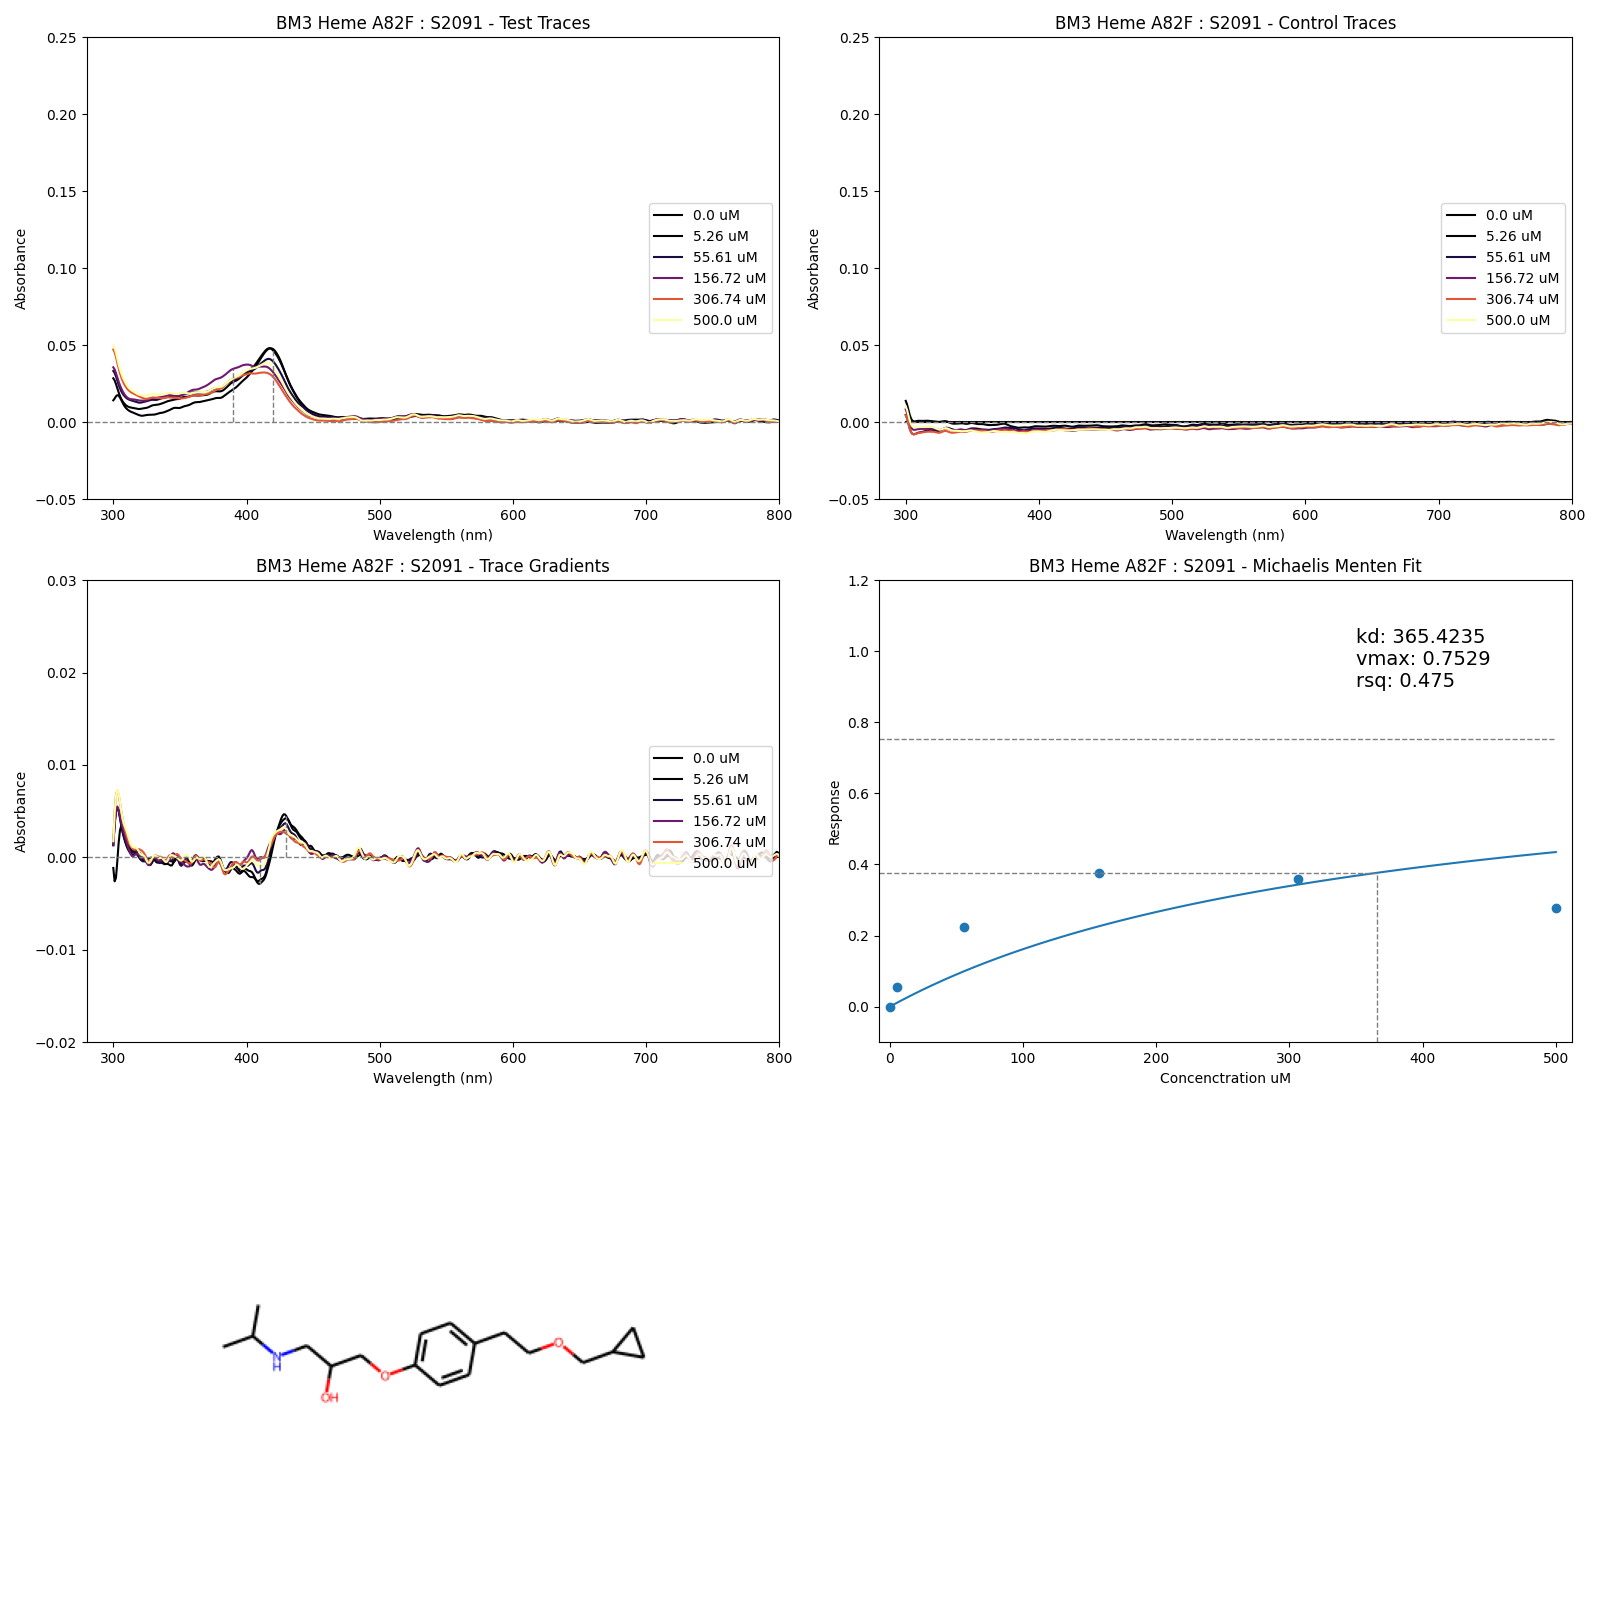 BM3 Heme A82F : S2091 - Test Traces
0.25
0.20
0.15
0.10
0.05
0.00
−0.05
Absorbance
300
400
500
600
700
800
Wavelength (nm)
0.0 uM
5.26 uM
55.61 uM
156.72 uM
306.74 uM
500.0 uM
BM3 Heme A82F : S2091 - Control Traces
0.25
0.20
0.15
0.10
0.05
0.00
−0.05
Absorbance
300
400
500
600
700
800
Wavelength (nm)
0.0 uM
5.26 uM
55.61 uM
156.72 uM
306.74 uM
500.0 uM
BM3 Heme A82F : S2091 - Trace Gradients
0.03
0.02
0.01
0.00
−0.01
−0.02
Absorbance
300
400
500
600
700
800
Wavelength (nm)
0.0 uM
5.26 uM
55.61 uM
156.72 uM
306.74 uM
500.0 uM
BM3 Heme A82F : S2091 - Michaelis Menten Fit
1.2
1.0
0.8
0.6
0.4
0.2
0.0
Response
kd: 365.4235
vmax: 0.7529
rsq: 0.475
0
100
200
300
400
500
Concenctration uM
N
H
OH
O
O